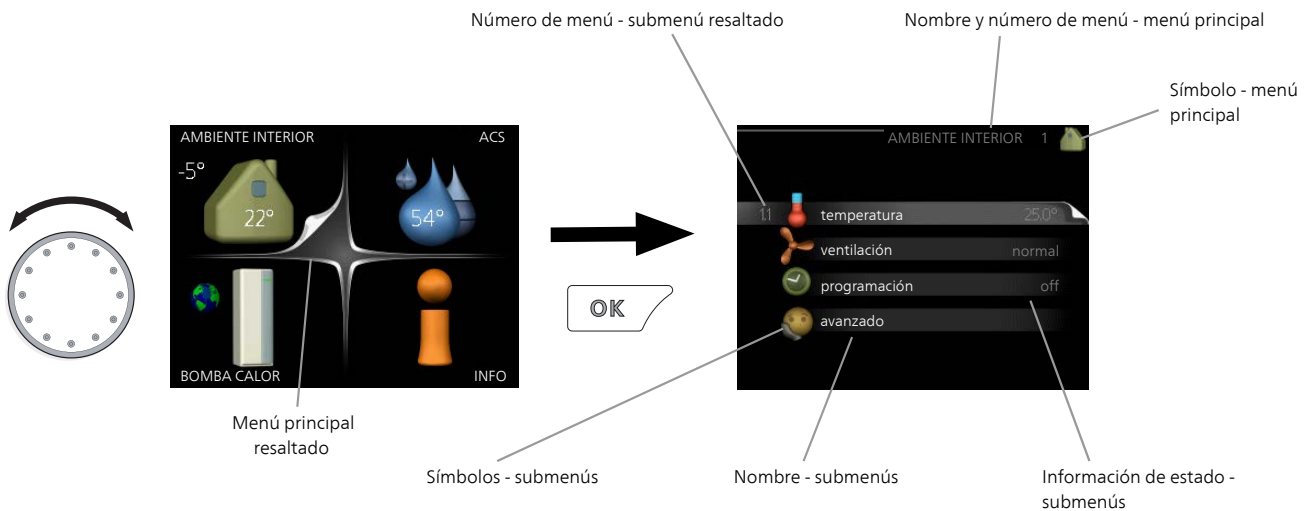 Número de menú - submenú resaltado
Nombre y número de menú - menú principal
Símbolo - menú
principal
AMBIENTE INTERIOR
ACS
-5°
22°
54°
BOMBA CALOR
INFO
OK
AMBIENTE INTERIOR 1
1.1 temperatura 25.0°
ventilación normal
programación off
avanzado
Menú principal
resaltado
Símbolos - submenús
Nombre - submenús
Información de estado -
submenús